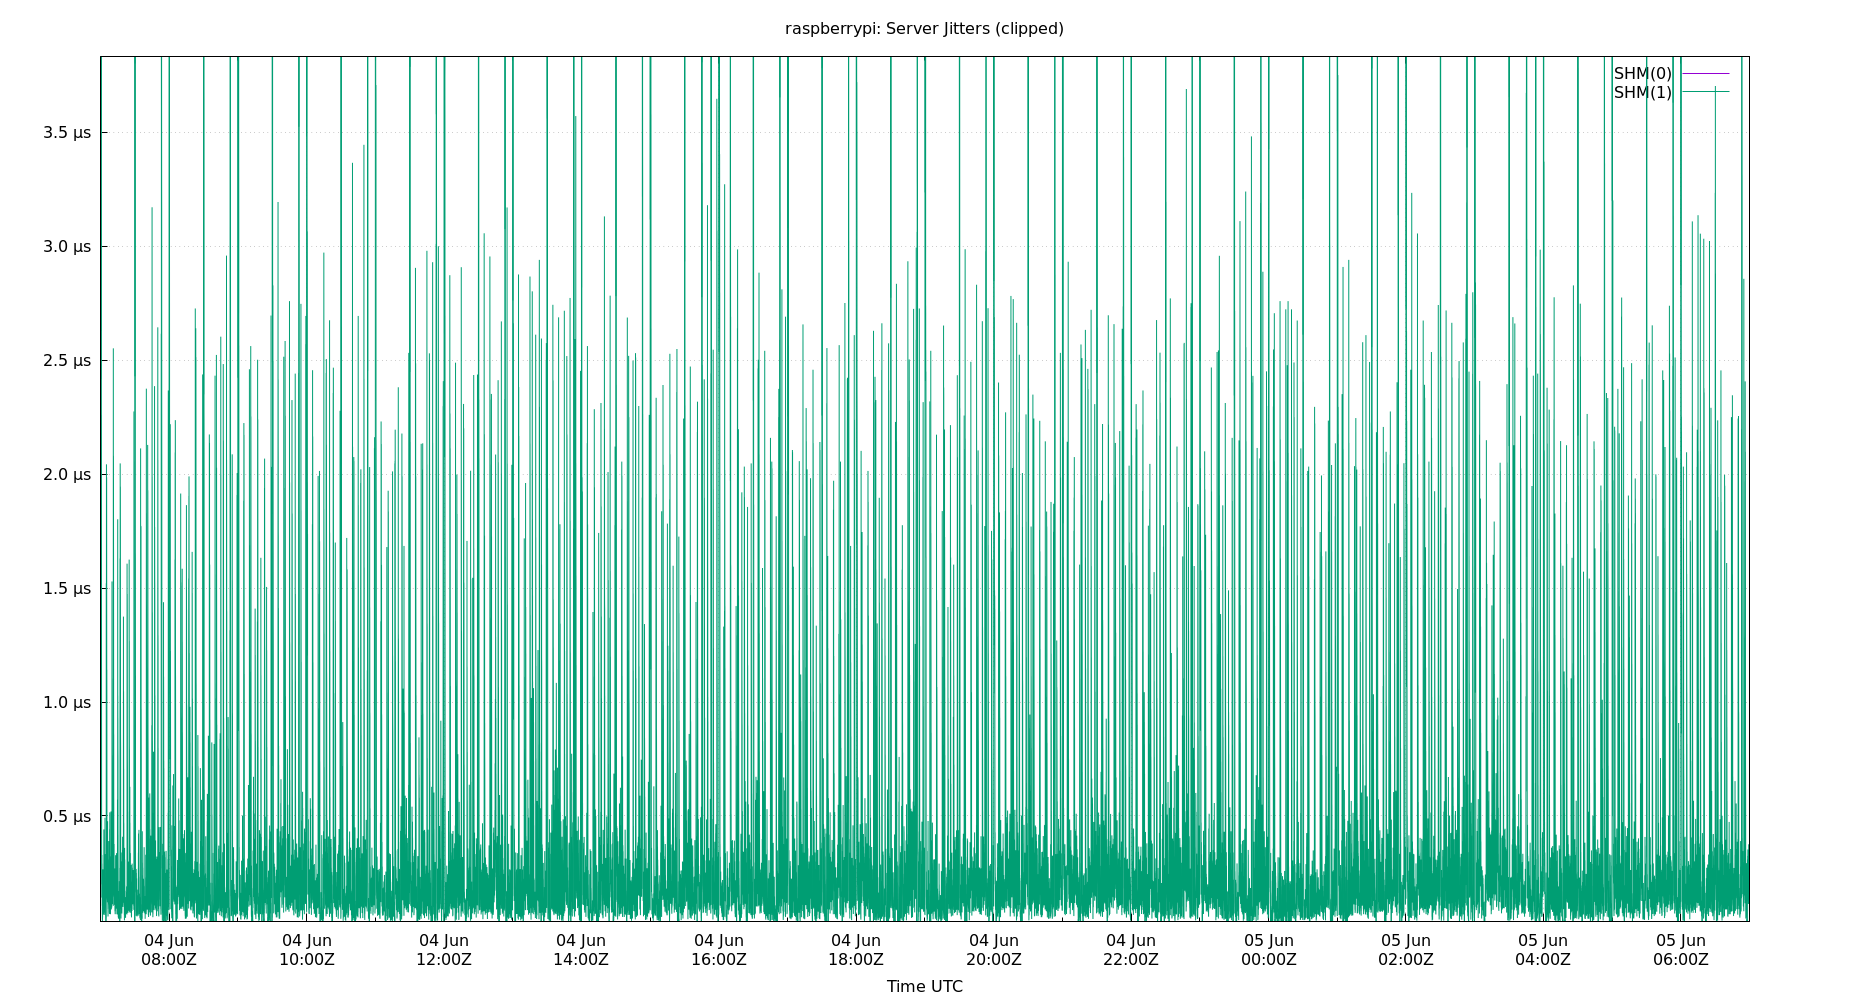 raspberrypi: Server Jitters (clipped)
SHM(0)
SHM(1)
3.5 µs
3.0 µs
2.5 µs
2.0 µs
1.5 µs
1.0 µs
0.5 µs
04 Jun 04 Jun 04 Jun 04 Jun 04 Jun 04 Jun 04 Jun 04 Jun 05 Jun 05 Jun 05 Jun 05 Jun
08:00Z 10:00Z 12:00Z 14:00Z 16:00Z 18:00Z 20:00Z 22:00Z 00:00Z 02:00Z 04:00Z 06:00Z
Time UTC